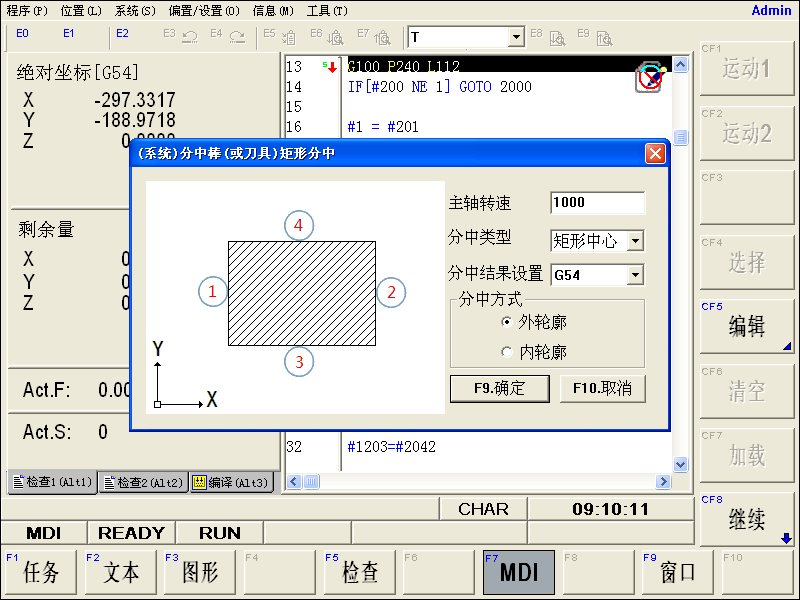 程序(P) 位置(L) 系统(S) 偏置/设置(O) 信息(M) 工具(T) Admin
E0 E1 E2 E3 E4 E5 E6 E7 T E8 E9
绝对坐标[G54]
X -297.3317
Y -188.9718
Z
剩余量
X 0
Y 0
Z 0
Act.F: 0.00
Act.S: 0
检查1(Alt1) 检查2(Alt2) 编译(Alt3)
13 G100 P240 L112
14 IF[#200 NE 1] GOTO 2000
15
16 #1 = #201
32 #1203=#2042
(系统)分中棒(或刀具)矩形分中
4
1
2
3
Y
X
主轴转速 1000
分中类型 矩形中心
分中结果设置 G54
分中方式
外轮廓
内轮廓
F9.确定 F10.取消
CF1 运动1
CF2 运动2
CF3
CF4 选择
CF5 编辑
CF6 清空
CF7 加载
CF8 继续
CHAR 09:10:11
MDI READY RUN
F1 任务 F2 文本 F3 图形 F4 F5 检查 F6 F7 MDI F8 F9 窗口 F10